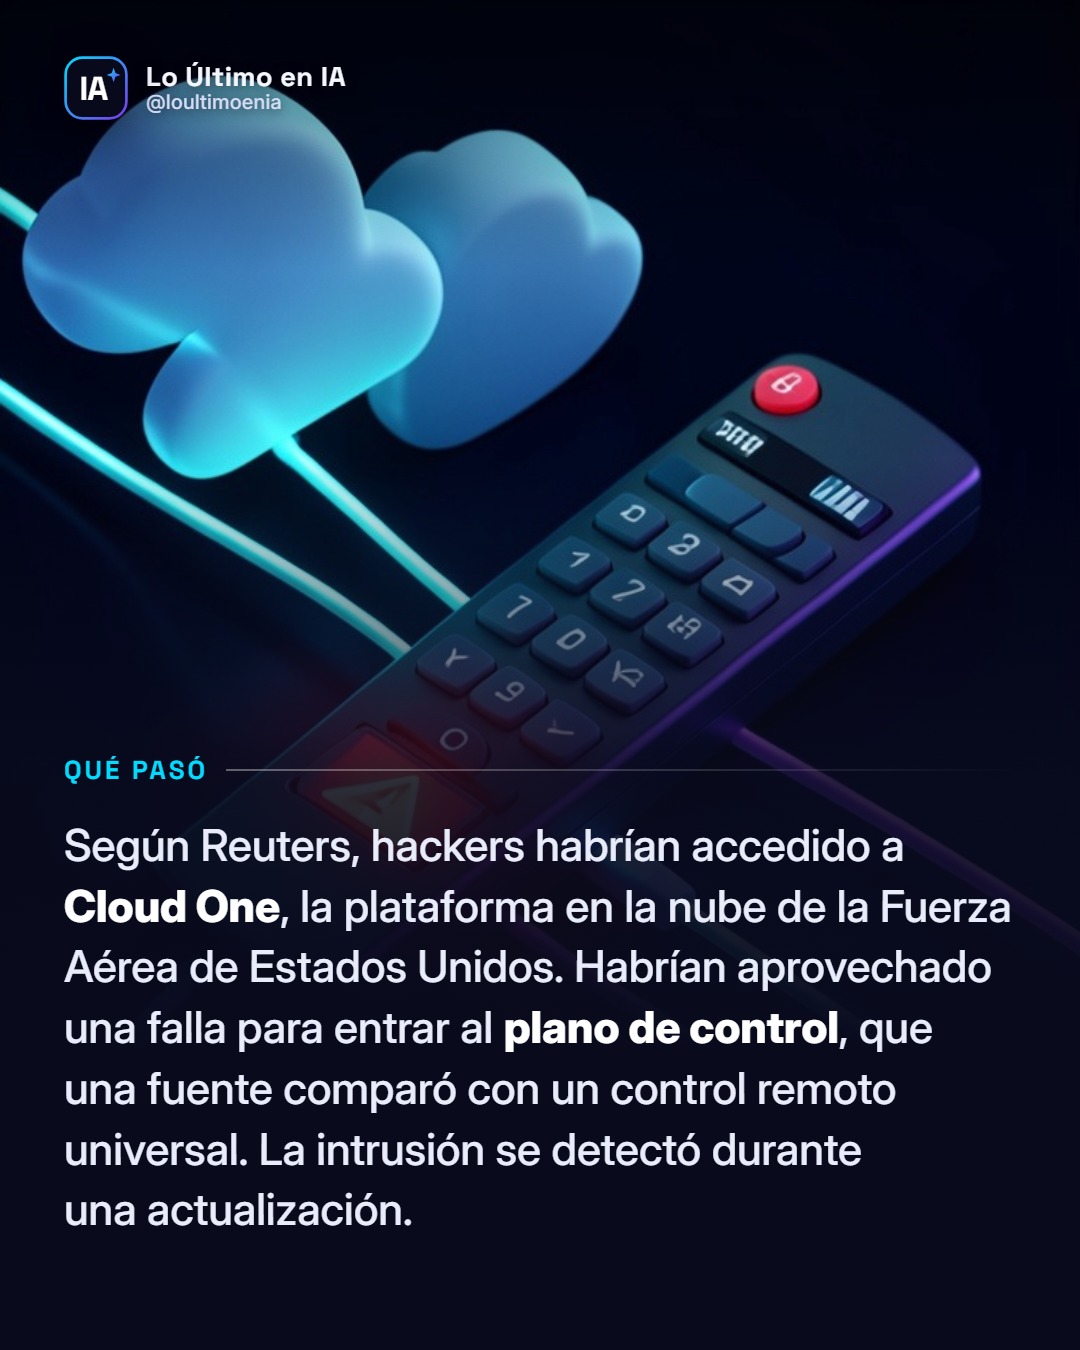 IA
Lo Último en IA
@loultimoenia
QUÉ PASÓ
Según Reuters, hackers habrían accedido a
Cloud One, la plataforma en la nube de la Fuerza
Aérea de Estados Unidos. Habrían aprovechado
una falla para entrar al plano de control, que
una fuente comparó con un control remoto
universal. La intrusión se detectó durante
una actualización.